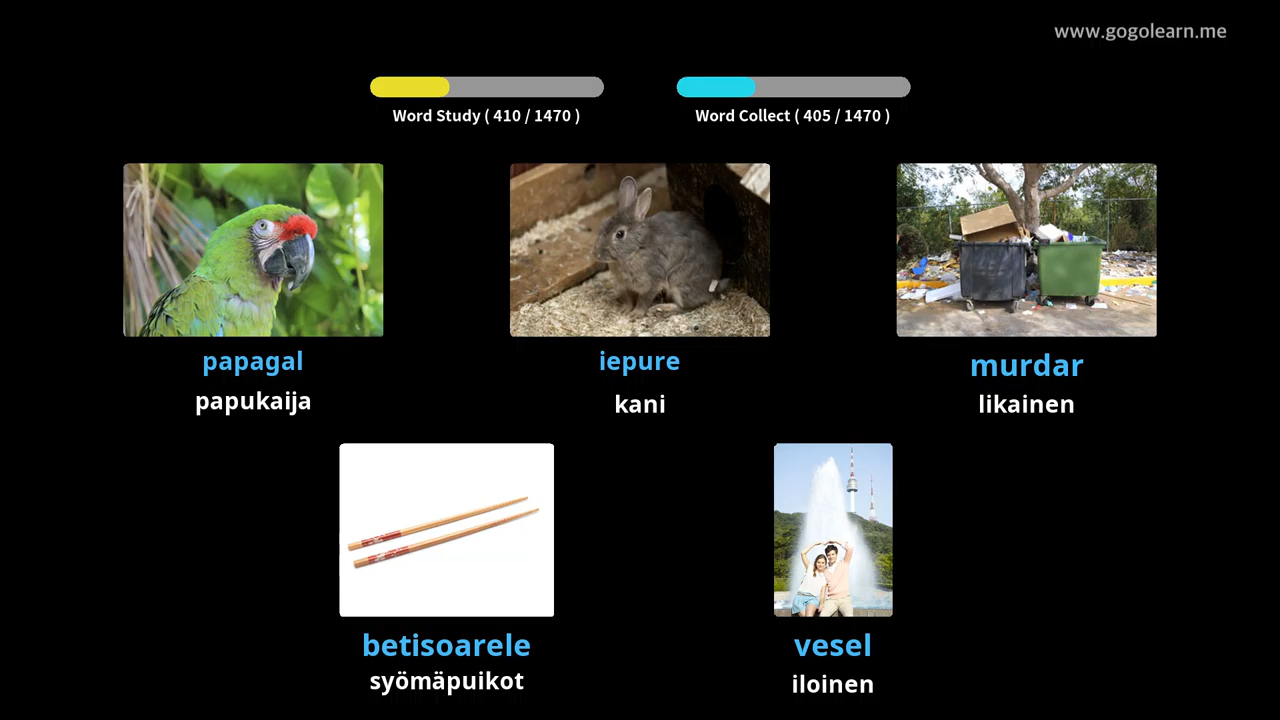 www.gogolearn.me
Word Study ( 410 / 1470 )
Word Collect ( 405 / 1470 )
papagal
iepure
murdar
papukaija
kani
likainen
betisoarele
vesel
syömäpuikot
iloinen